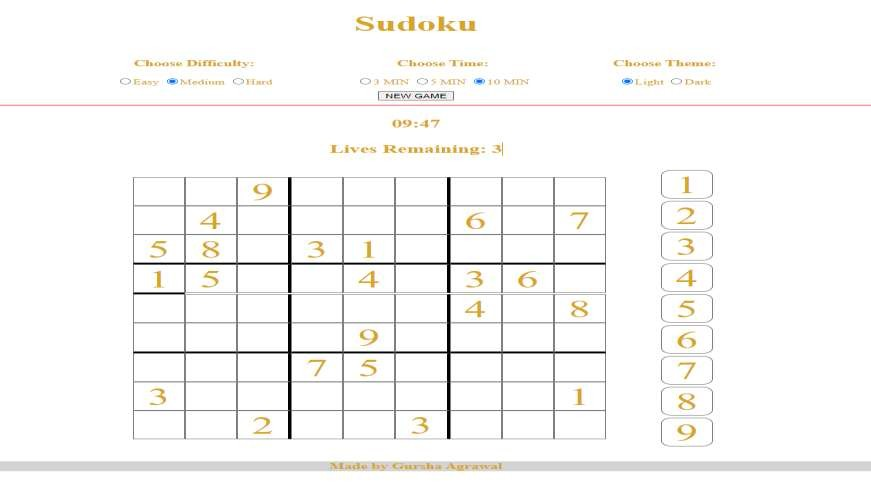 Sudoku
Choose Difficulty: Choose Time: Choose Theme:
Easy Medium Hard 3 MIN 5 MIN 10 MIN Light Dark
NEW GAME
09:47
Lives Remaining: 3
9
4 6 7
5 8 3 1
1 5 4 3 6
4 8
9
7 5
3 1
2 3
1
2
3
4
5
6
7
8
9
Made by Gursha Agrawal